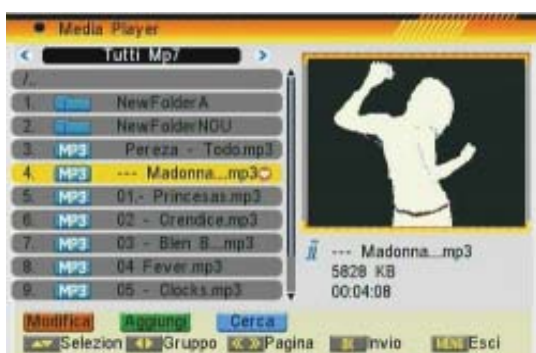 Media Player
Tutti Mp7
/..
1. NewFolderA
2. NewFolderNOU
3. MP3 Pereza - Todo.mp3
4. MP3 --- Madonna...mp3
5. MP3 01.- Princesas.mp3
6. MP3 02 - Crendice.mp3
7. MP3 03 - Bien B...mp3
8. MP3 04 Fever.mp3
9. MP3 05 - Clocks.mp3
--- Madonna...mp3
5828 KB
00:04:08
Modifica Aggiungi Cerca
Selezion Gruppo Pagina Invio MENU Esci